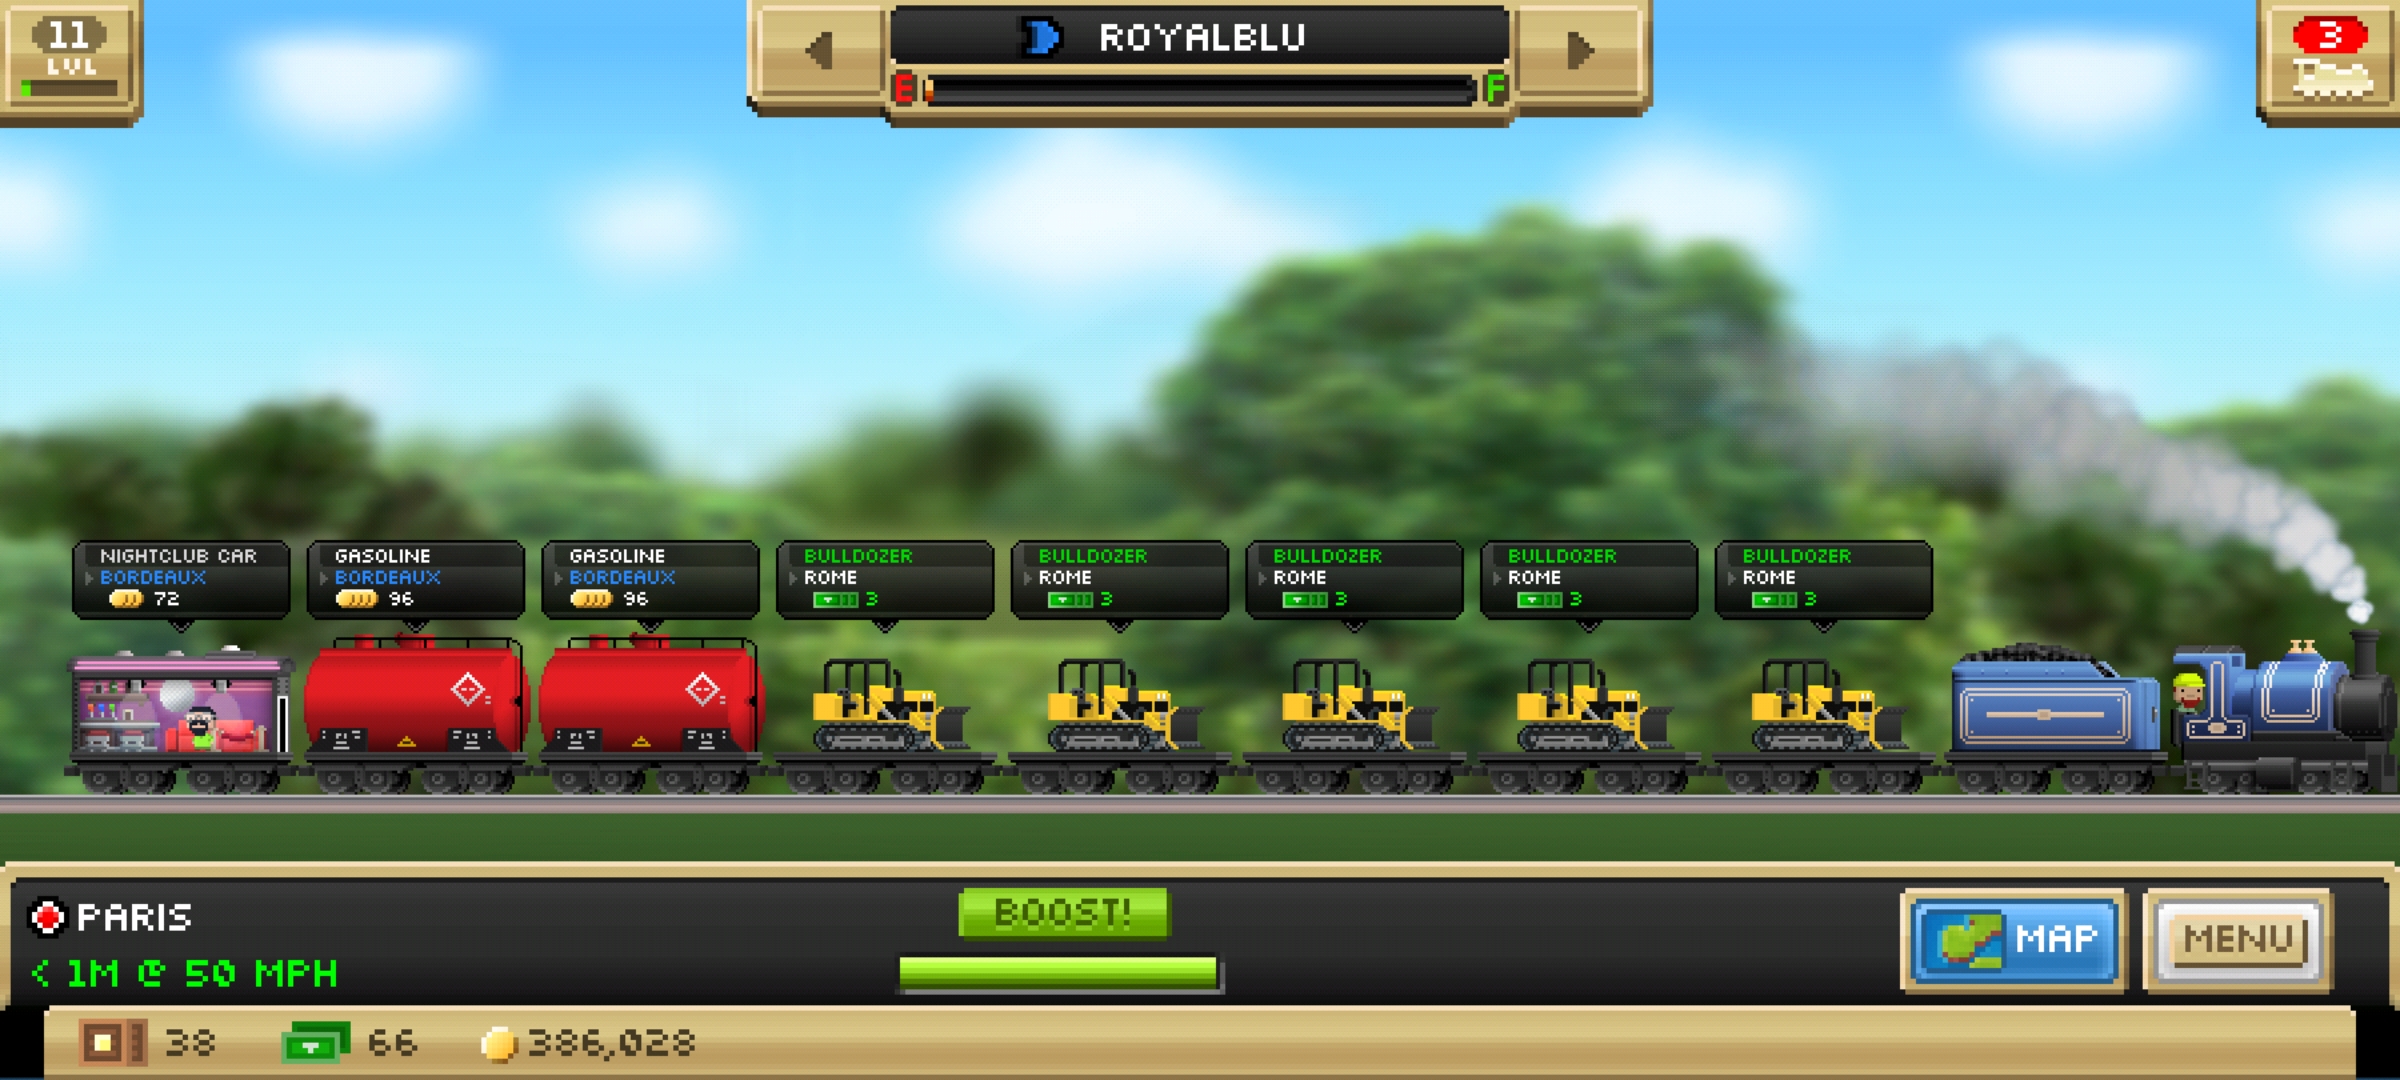 11
LVL
ROYALBLU
E F
3
NIGHTCLUB CAR
BORDEAUX
72
GASOLINE
BORDEAUX
96
GASOLINE
BORDEAUX
96
BULLDOZER
ROME
3
BULLDOZER
ROME
3
BULLDOZER
ROME
3
BULLDOZER
ROME
3
BULLDOZER
ROME
3
PARIS
< 1M @ 50 MPH
BOOST!
MAP
MENU
38
66
386,028